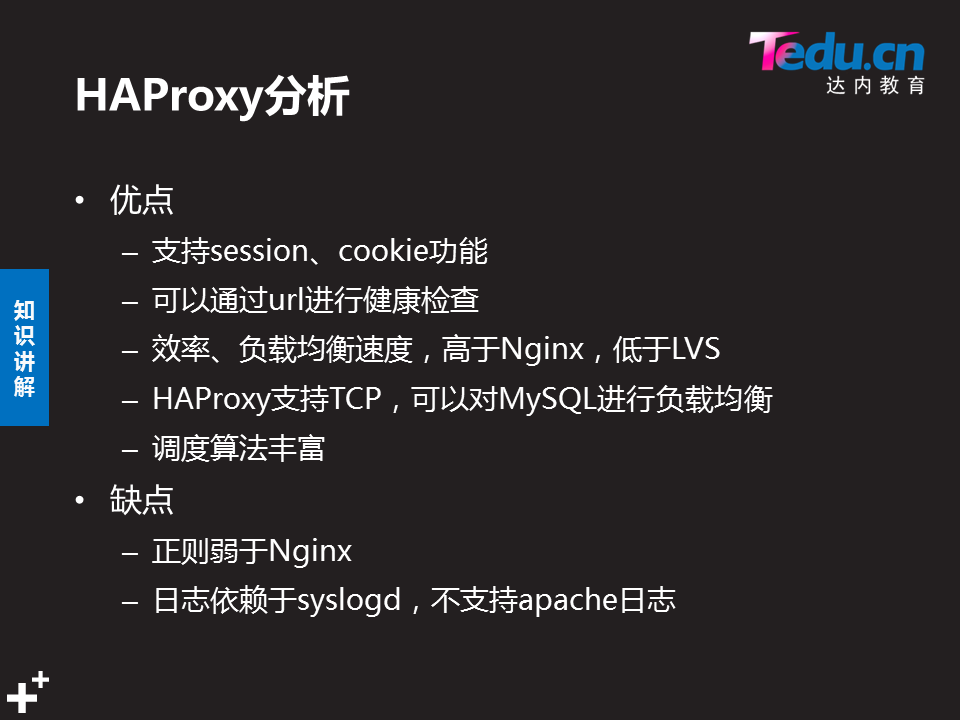 Tedu.cn
达内教育
HAProxy分析
• 优点
– 支持session、cookie功能
– 可以通过url进行健康检查
– 效率、负载均衡速度，高于Nginx，低于LVS
– HAProxy支持TCP，可以对MySQL进行负载均衡
– 调度算法丰富
• 缺点
– 正则弱于Nginx
– 日志依赖于syslogd，不支持apache日志
知识讲解